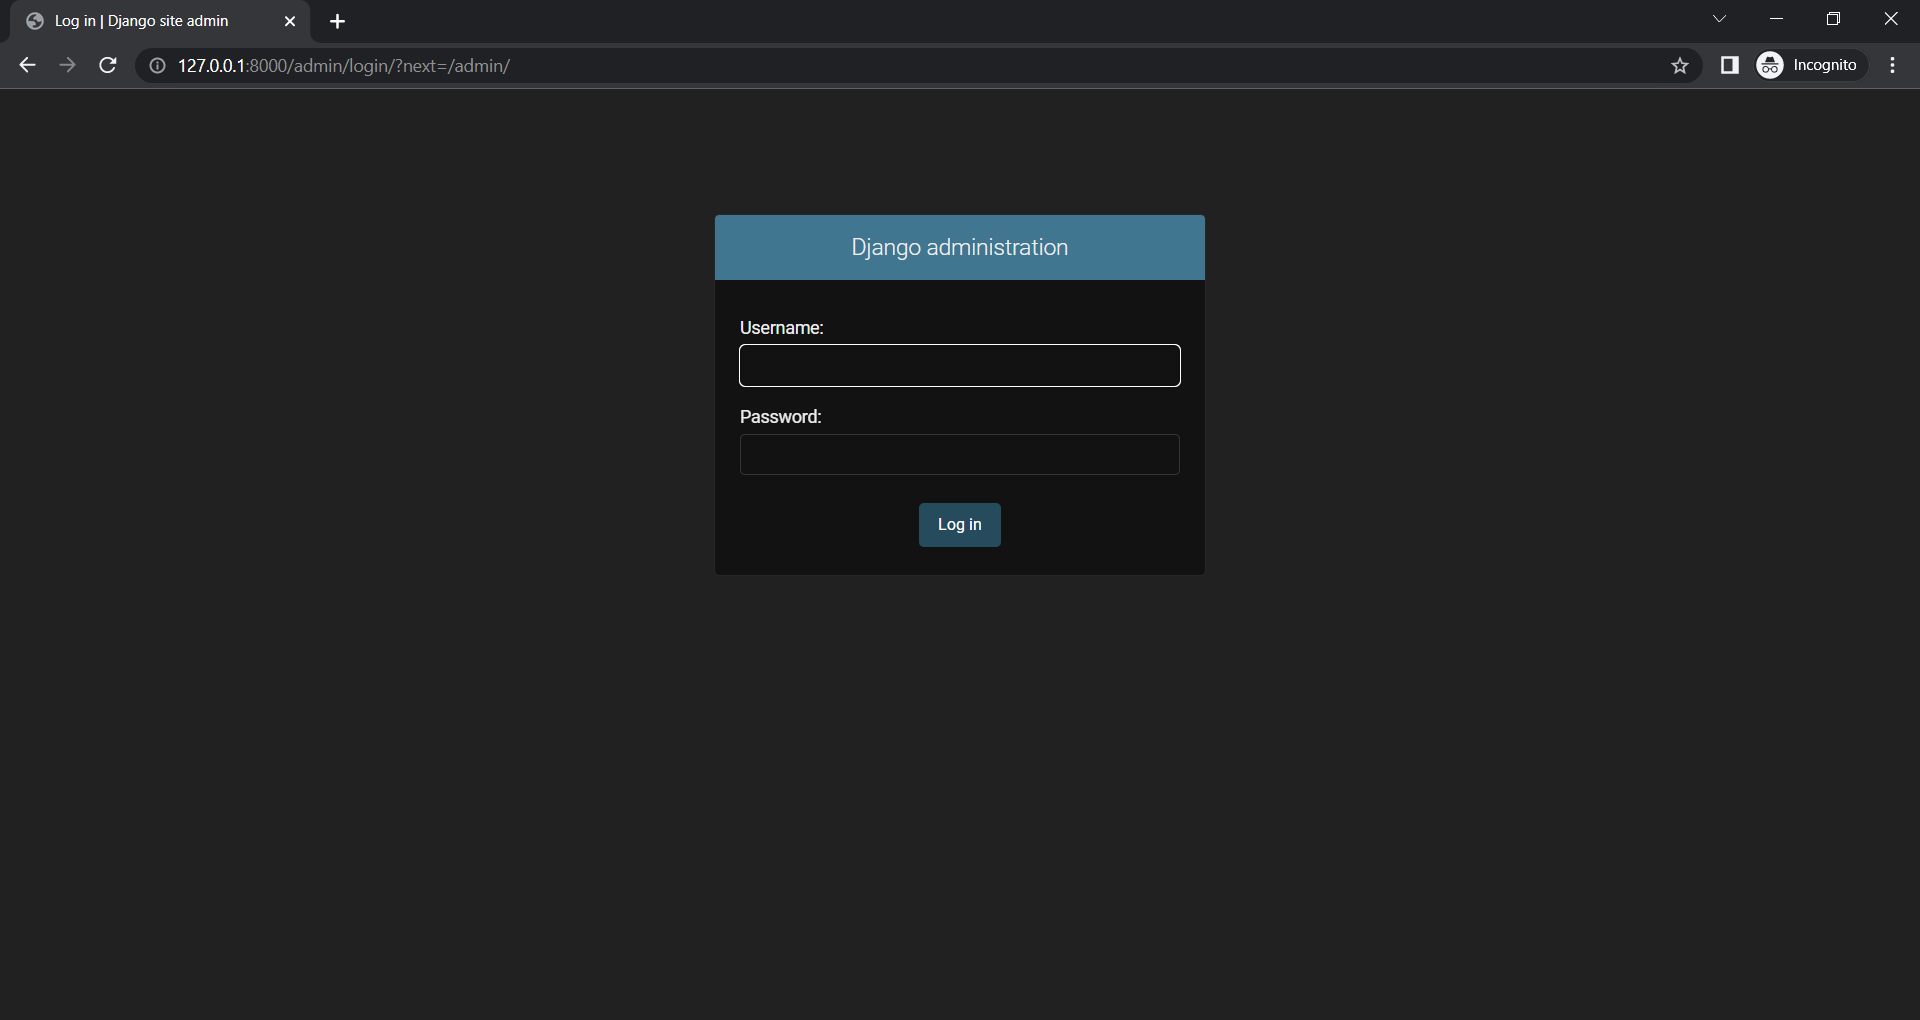 Log in | Django site admin
127.0.0.1:8000/admin/login/?next=/admin/
Incognito
Django administration
Username:
Password:
Log in